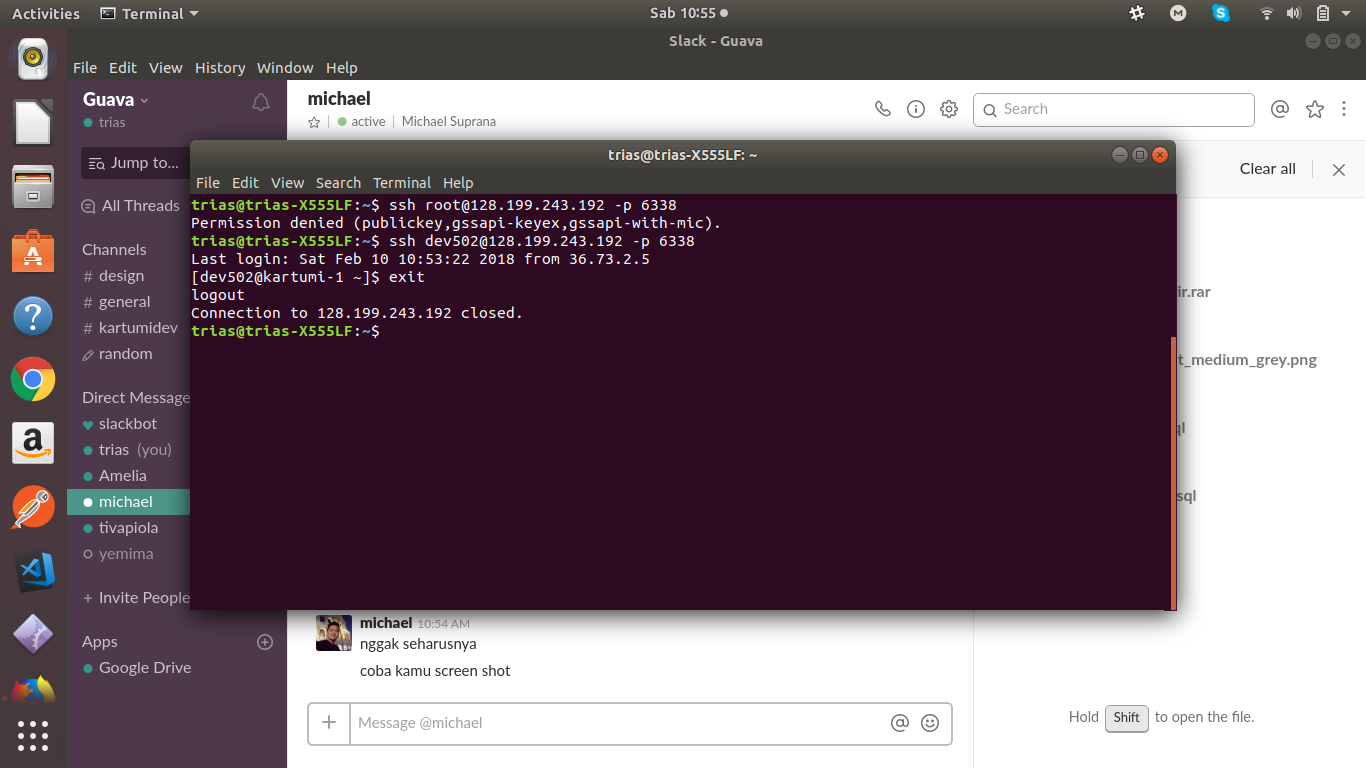 Activities
Terminal
Sab 10:55
Slack - Guava
File Edit View History Window Help
Guava
trias
Jump to...
All Threads
Channels
# design
# general
# kartumidev
random
Direct Message
slackbot
trias (you)
Amelia
michael
tivapiola
yemima
+ Invite People
Apps
Google Drive
michael
active
Michael Suprana
Search
Clear all
trias@trias-X555LF: ~
File Edit View Search Terminal Help
trias@trias-X555LF:~$ ssh root@128.199.243.192 -p 6338
Permission denied (publickey,gssapi-keyex,gssapi-with-mic).
trias@trias-X555LF:~$ ssh dev502@128.199.243.192 -p 6338
Last login: Sat Feb 10 10:53:22 2018 from 36.73.2.5
[dev502@kartumi-1 ~]$ exit
logout
Connection to 128.199.243.192 closed.
trias@trias-X555LF:~$
ir.rar
t_medium_grey.png
ql
sql
michael 10:54 AM
nggak seharusnya
coba kamu screen shot
Message @michael
Hold Shift to open the file.